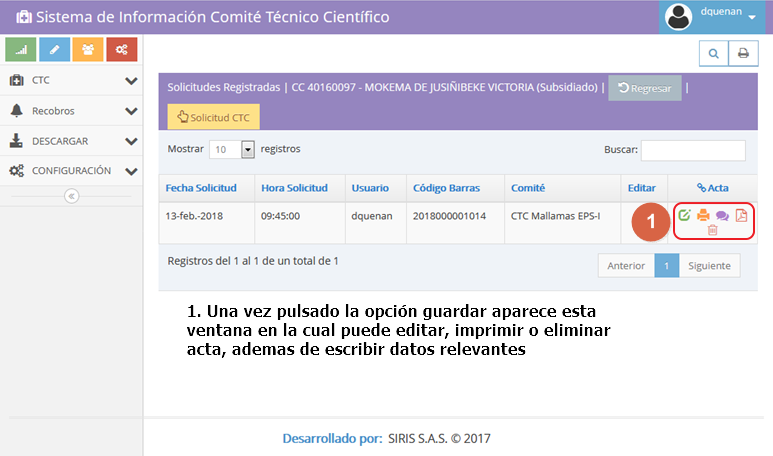 Sistema de Información Comité Técnico Científico
dquenan
CTC
Recobros
DESCARGAR
CONFIGURACIÓN
Solicitudes Registradas | CC 40160097 - MOKEMA DE JUSIÑIBEKE VICTORIA (Subsidiado) | Regresar |
Solicitud CTC
Mostrar 10 registros
Buscar:
Fecha Solicitud Hora Solicitud Usuario Código Barras Comité Editar Acta
13-feb.-2018 09:45:00 dquenan 2018000001014 CTC Mallamas EPS-I 1
Registros del 1 al 1 de un total de 1
Anterior 1 Siguiente
1. Una vez pulsado la opción guardar aparece esta
ventana en la cual puede editar, imprimir o eliminar
acta, ademas de escribir datos relevantes
Desarrollado por: SIRIS S.A.S. © 2017